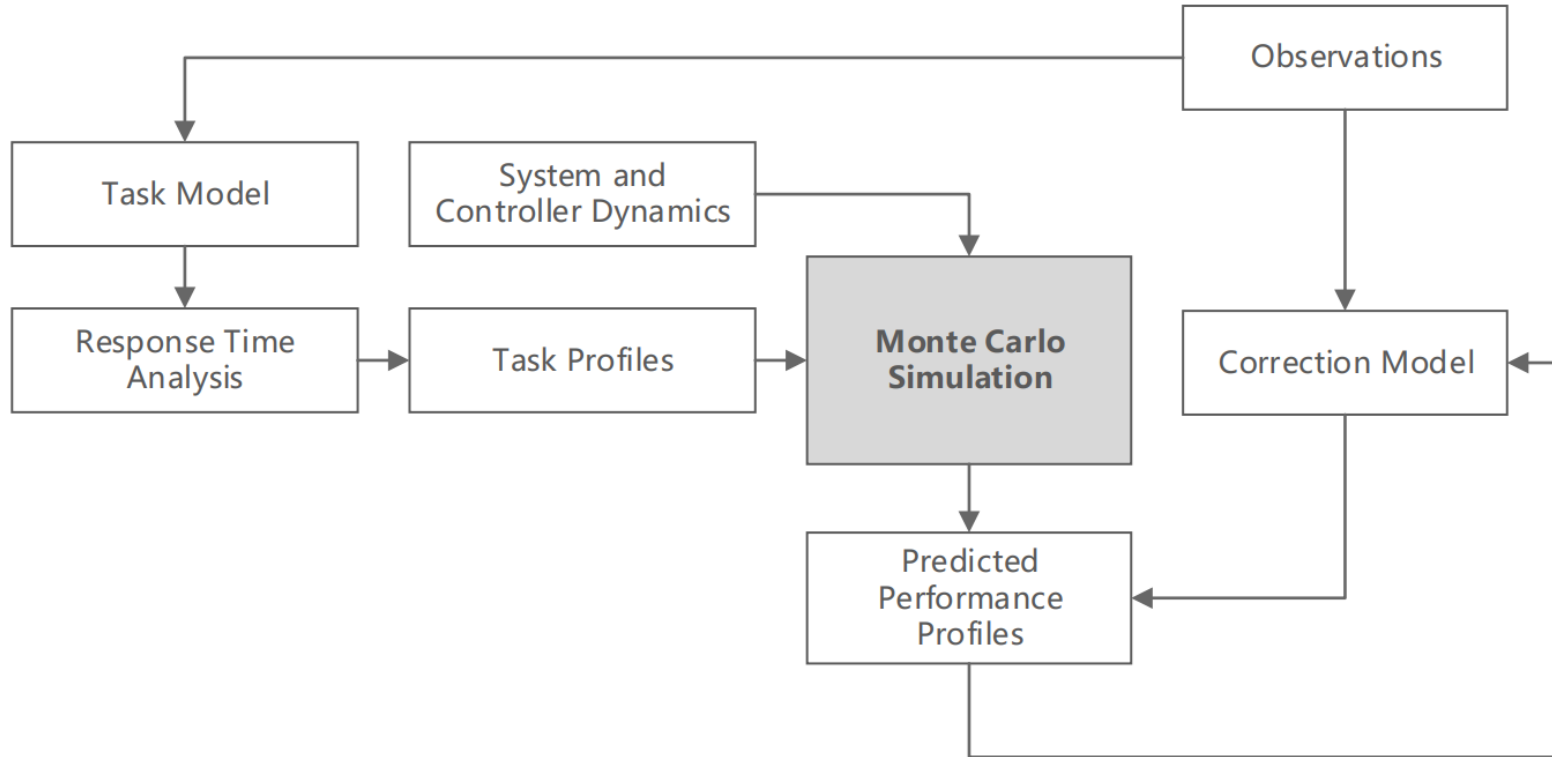 Observations
Task Model
System and
Controller Dynamics
Response Time
Analysis
Task Profiles
Monte Carlo
Simulation
Correction Model
Predicted
Performance
Profiles